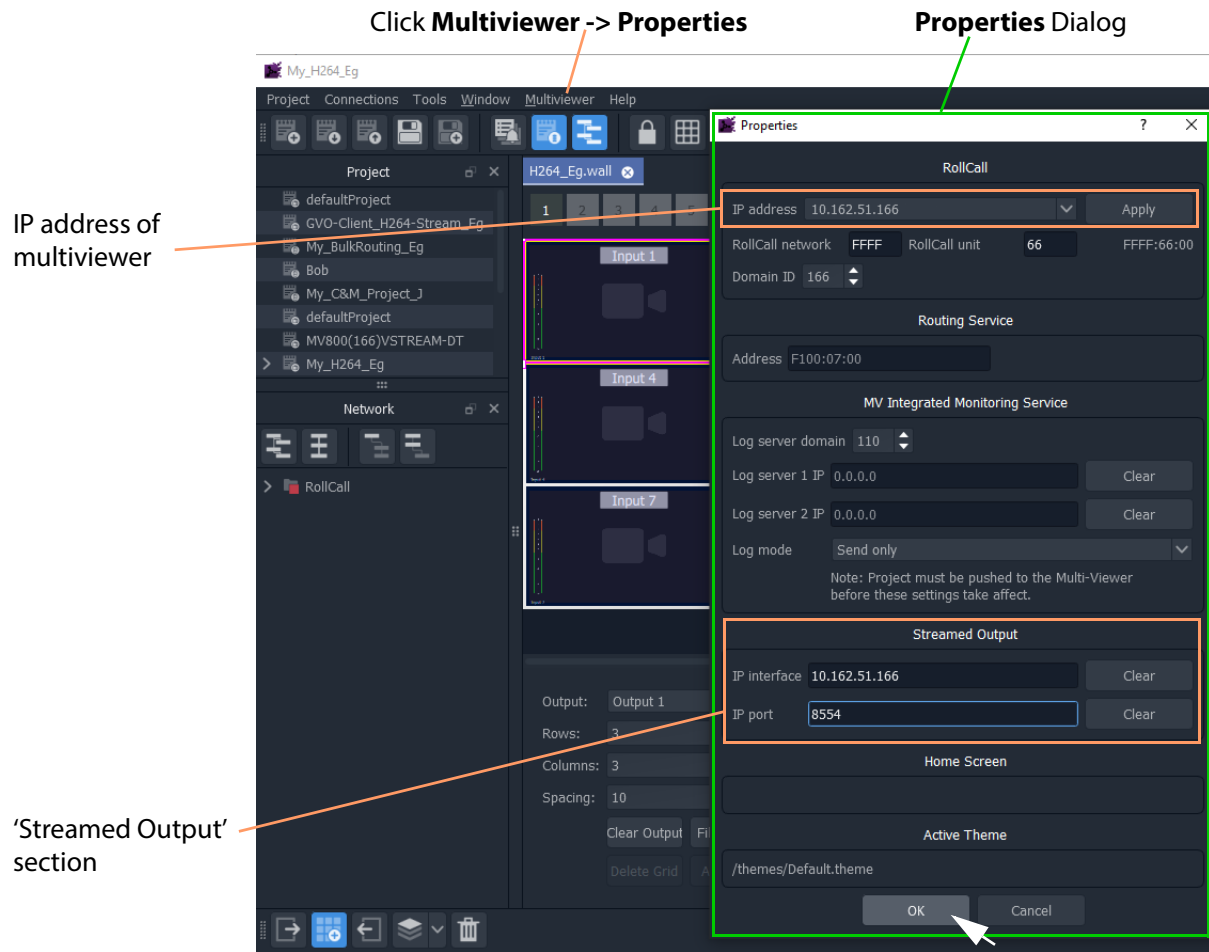 Click Multiviewer -> Properties
Properties Dialog
My_H264_Eg
Project Connections Tools Window Multiviewer Help
Properties ? ×
Project
defaultProject
GVO-Client_H264-Stream_Eg
My_BulkRouting_Eg
Bob
My_C&M_Project_J
defaultProject
MV800(166)VSTREAM-DT
My_H264_Eg
Network
RollCall
IP address of
multiviewer
'Streamed Output'
section
H264_Eg.wall
1 2 3 4 5
Input 1
Input 4
Input 7
Output: Output 1
Rows: 3
Columns: 3
Spacing: 10
Clear Output Fil
Delete Grid A
RollCall
IP address 10.162.51.166 Apply
RollCall network FFFF RollCall unit 66 FFFF:66:00
Domain ID 166
Routing Service
Address F100:07:00
MV Integrated Monitoring Service
Log server domain 110
Log server 1 IP 0.0.0.0 Clear
Log server 2 IP 0.0.0.0 Clear
Log mode Send only
Note: Project must be pushed to the Multi-Viewer
before these settings take affect.
Streamed Output
IP interface 10.162.51.166 Clear
IP port 8554 Clear
Home Screen
Active Theme
/themes/Default.theme
OK Cancel